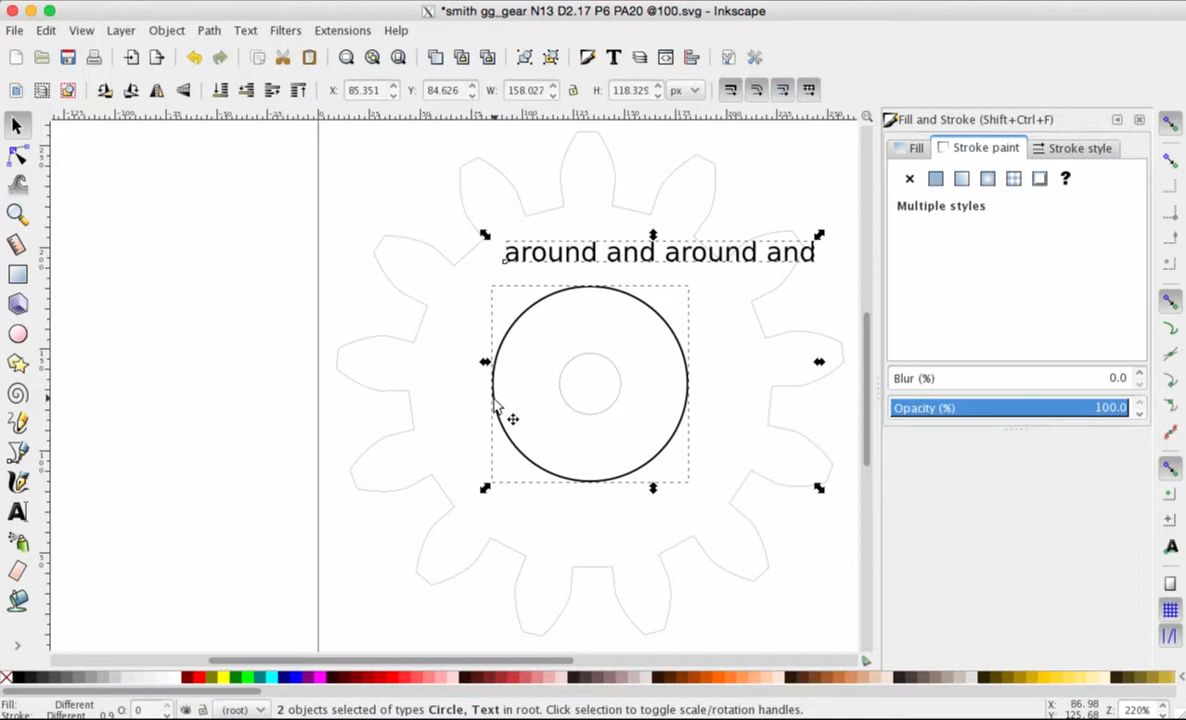 *smith gg_gear N13 D2.17 P6 PA20 @100.svg - Inkscape
File Edit View Layer Object Path Text Filters Extensions Help
X: 85.351 Y: 84.626 W: 158.027 H: 118.329 px
Fill and Stroke (Shift+Ctrl+F)
Fill Stroke paint Stroke style
Multiple styles
around and around and
Blur (%) 0.0
Opacity (%) 100.0
Fill: Different O: 0 (root) 2 objects selected of types Circle, Text in root. Click selection to toggle scale/rotation handles. X: 86.98 Z: 220%
Stroke: Different 0.9 Y: 125.68